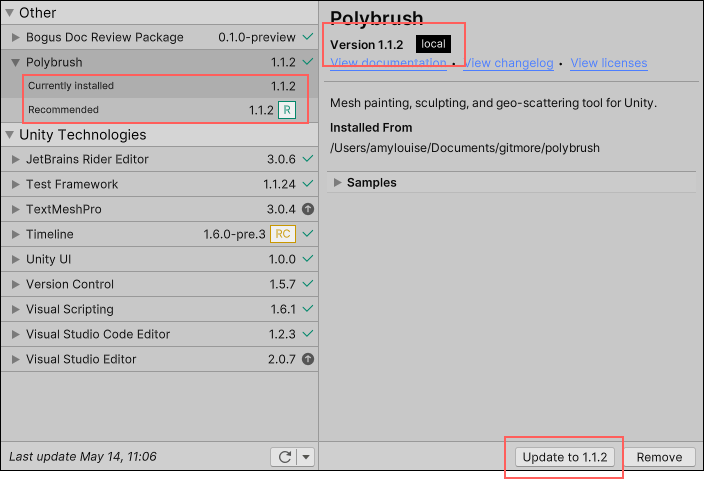 Other
Bogus Doc Review Package 0.1.0-preview
Polybrush 1.1.2
Currently installed 1.1.2
Recommended 1.1.2 R
Unity Technologies
JetBrains Rider Editor 3.0.6
Test Framework 1.1.24
TextMeshPro 3.0.4
Timeline 1.6.0-pre.3 RC
Unity UI 1.0.0
Version Control 1.5.7
Visual Scripting 1.6.1
Visual Studio Code Editor 1.2.3
Visual Studio Editor 2.0.7
Last update May 14, 11:06
Polybrush
Version 1.1.2 local
View documentation • View changelog • View licenses
Mesh painting, sculpting, and geo-scattering tool for Unity.
Installed From
/Users/amylouise/Documents/gitmore/polybrush
Samples
Update to 1.1.2 Remove